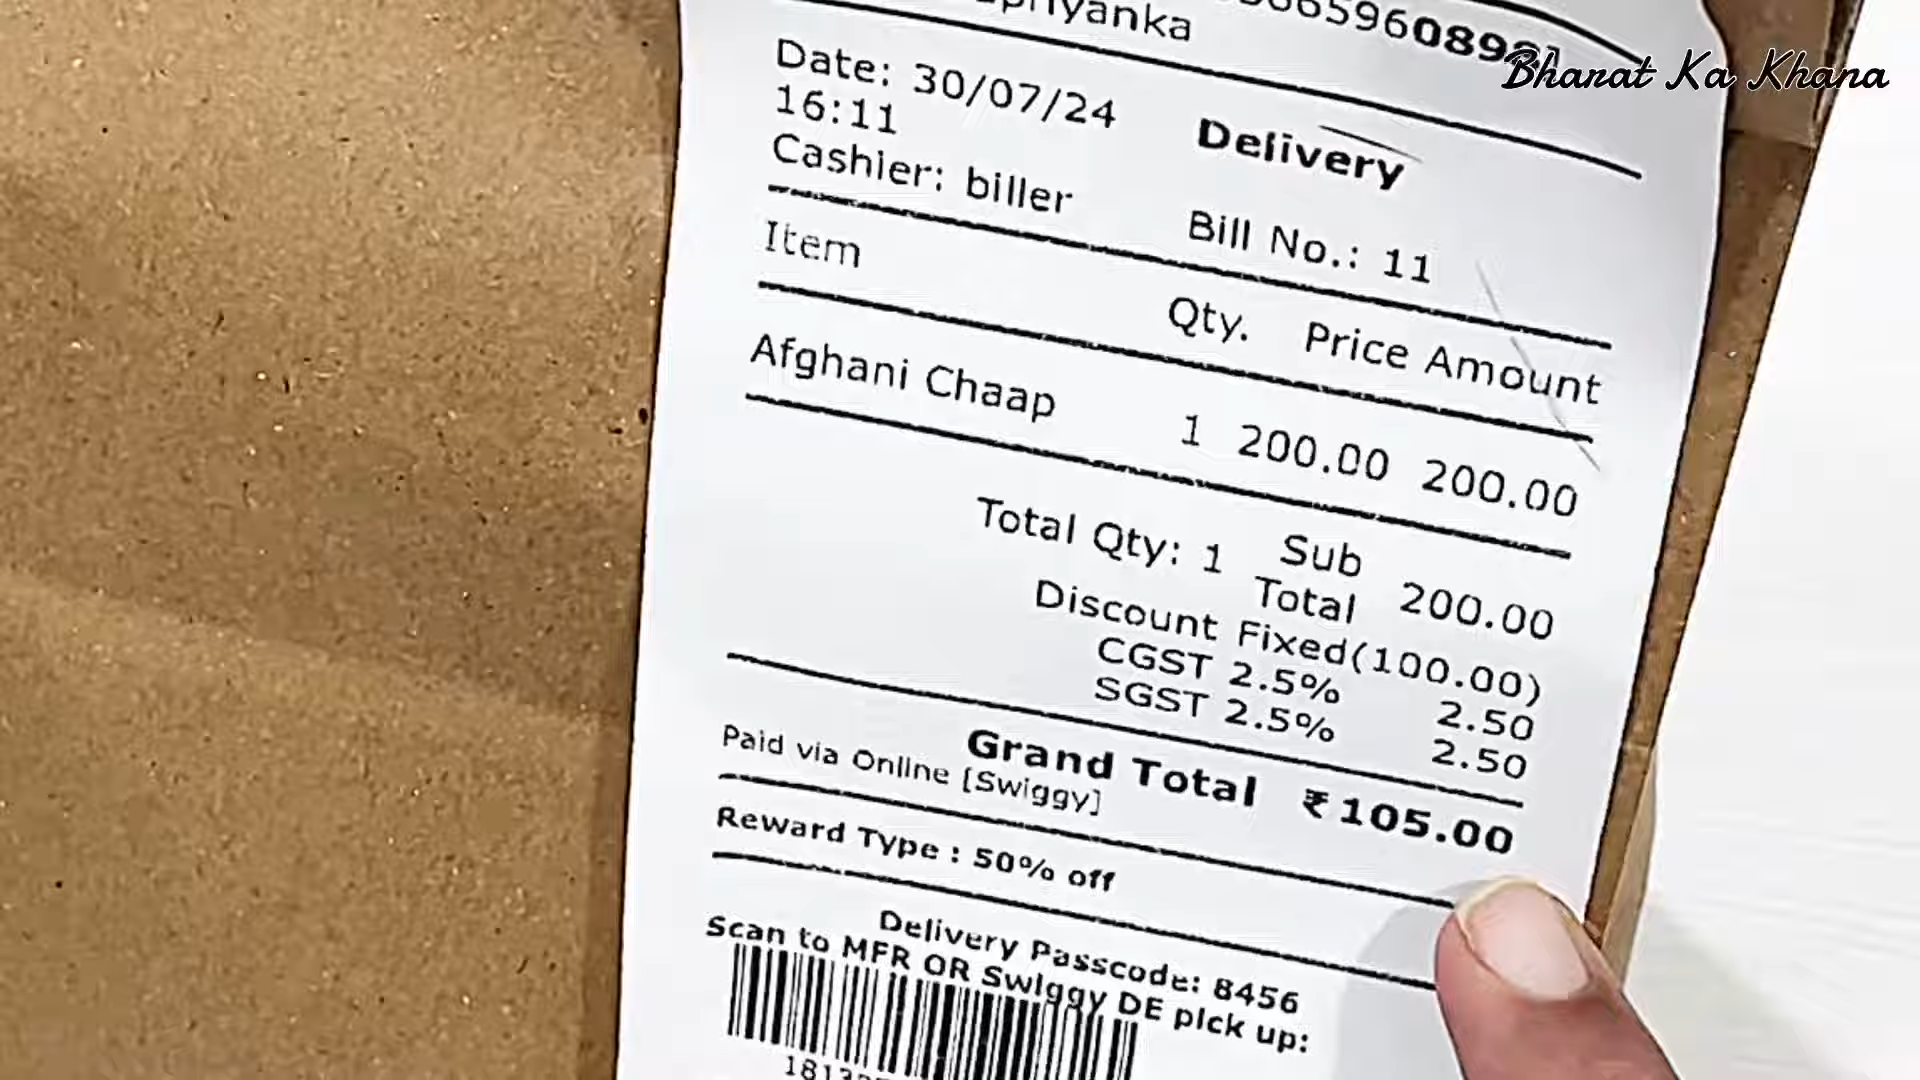 Bharat Ka Khana
Date: 30/07/24
16:11
Delivery
Cashier: biller
Bill No.: 11
Item Qty. Price Amount
Afghani Chaap 1 200.00 200.00
Total Qty: 1 Sub Total 200.00
Discount Fixed(100.00)
CGST 2.5% 2.50
SGST 2.5% 2.50
Grand Total ₹105.00
Paid via Online [Swiggy]
Reward Type : 50% off
Delivery Passcode: 8456
Scan to MFR OR Swiggy DE pick up: